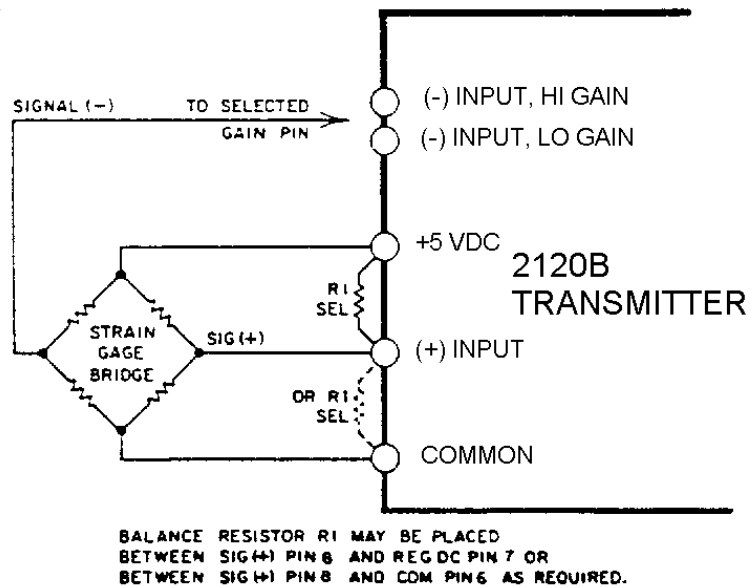 SIGNAL (-) TO SELECTED
GAIN PIN
(-) INPUT, HI GAIN
(-) INPUT, LO GAIN
+5 VDC
2120B
TRANSMITTER
R1
SEL
STRAIN
GAGE
BRIDGE
SIG(+)
(+) INPUT
OR R1
SEL
COMMON
BALANCE RESISTOR R1 MAY BE PLACED
BETWEEN SIG(+) PIN 8 AND REG DC PIN 7 OR
BETWEEN SIG(+) PIN 8 AND COM PIN 6 AS REQUIRED.